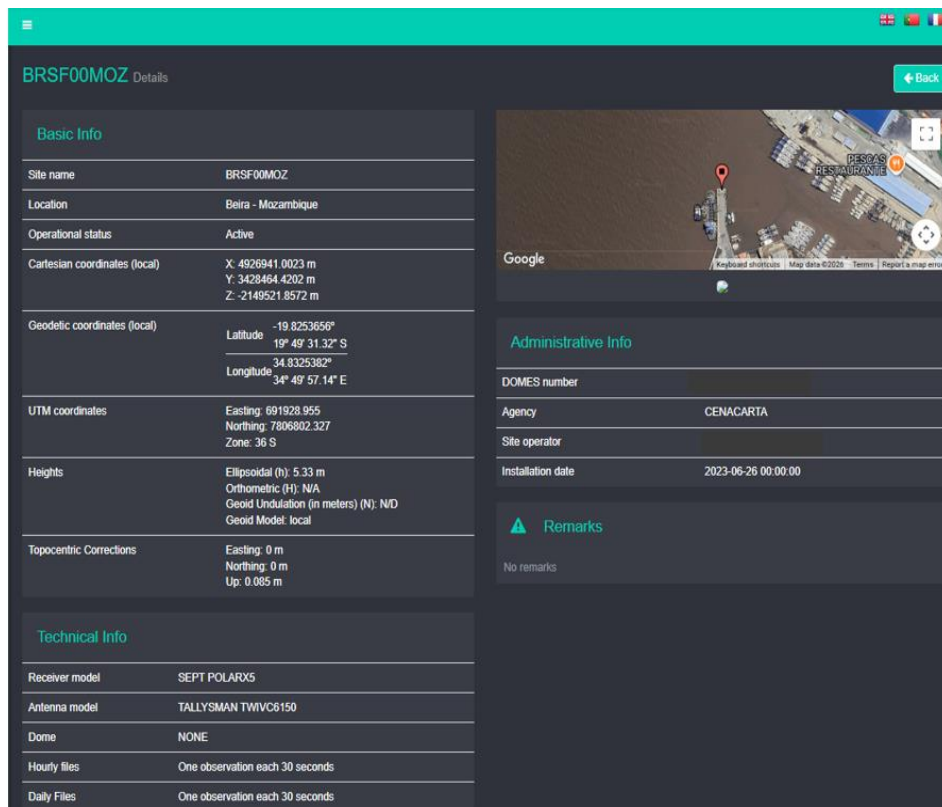 BRSF00MOZ Details
Back
Basic Info
Site name BRSF00MOZ
Location Beira - Mozambique
Operational status Active
Cartesian coordinates (local) X: 4926941.0023 m
Y: 3428464.4202 m
Z: -2149521.8572 m
Geodetic coordinates (local) Latitude -19.8253656º
19º 49' 31.32" S
Longitude 34.8325382º
34º 49' 57.14" E
UTM coordinates Easting: 691928.955
Northing: 7806802.327
Zone: 36 S
Heights Ellipsoidal (h): 5.33 m
Orthometric (H): N/A
Geoid Undulation (in meters) (N): N/D
Geoid Model: local
Topocentric Corrections Easting: 0 m
Northing: 0 m
Up: 0.085 m
Technical Info
Receiver model SEPT POLARX5
Antenna model TALLYSMAN TWIVC6150
Dome NONE
Hourly files One observation each 30 seconds
Daily Files One observation each 30 seconds
PESCAS
RESTAURANTE
Google
Keyboard shortcuts Map data ©2026 Terms Report a map error
Administrative Info
DOMES number
Agency CENACARTA
Site operator
Installation date 2023-06-26 00:00:00
Remarks
No remarks